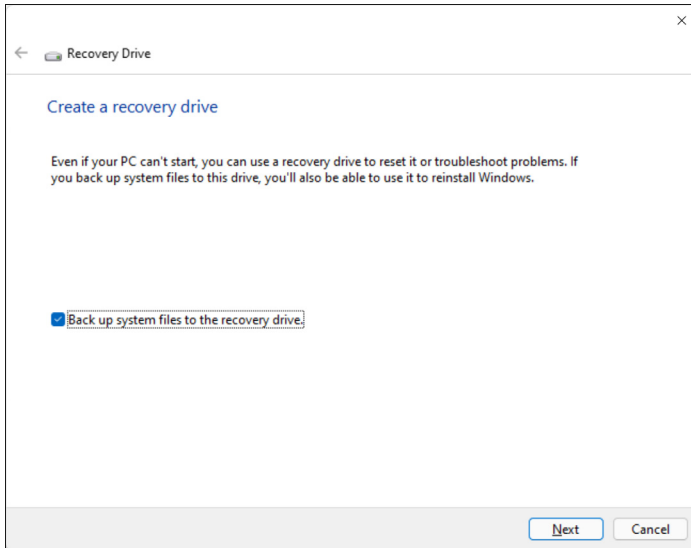 Recovery Drive
Create a recovery drive
Even if your PC can't start, you can use a recovery drive to reset it or troubleshoot problems. If
you back up system files to this drive, you'll also be able to use it to reinstall Windows.
Back up system files to the recovery drive.
Next
Cancel